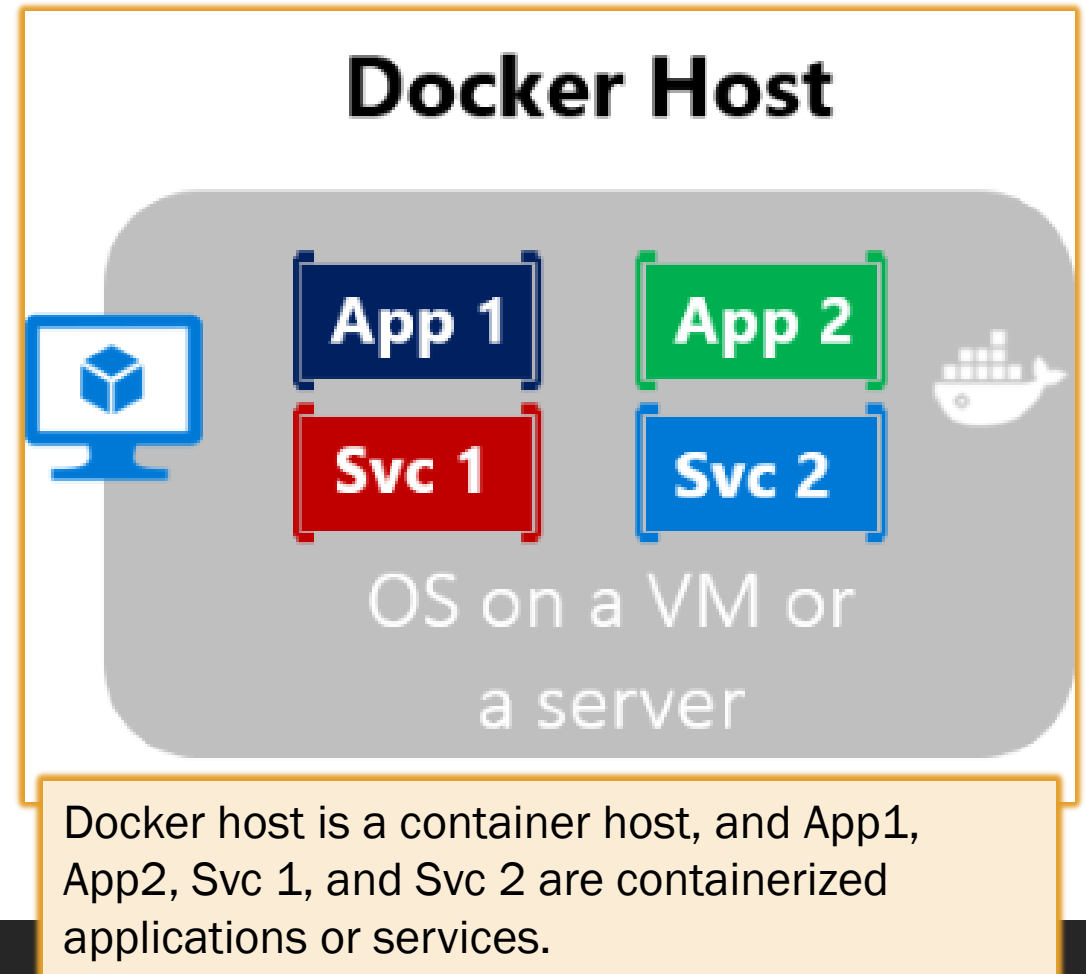 Docker Host
App 1
App 2
Svc 1
Svc 2
OS on a VM or
a server
Docker host is a container host, and App1,
App2, Svc 1, and Svc 2 are containerized
applications or services.